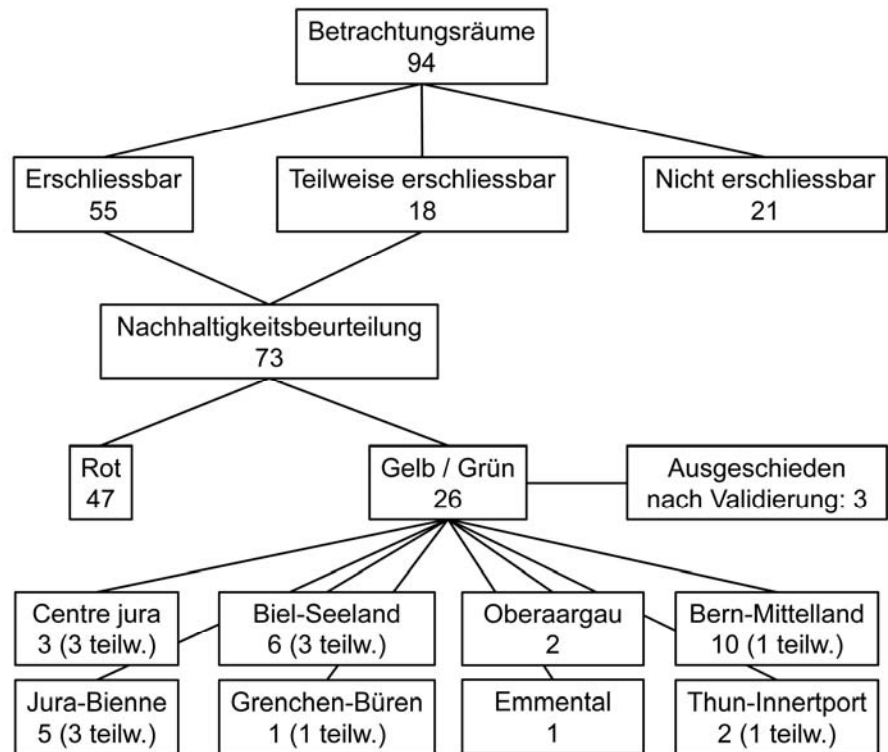 Betrachtungsräume
94
Erschliessbar
55
Teilweise erschliessbar
18
Nicht erschliessbar
21
Nachhaltigkeitsbeurteilung
73
Rot
47
Gelb / Grün
26
Ausgeschieden
nach Validierung: 3
Centre jura
3 (3 teilw.)
Biel-Seeland
6 (3 teilw.)
Oberaargau
2
Bern-Mittelland
10 (1 teilw.)
Jura-Bienne
5 (3 teilw.)
Grenchen-Büren
1 (1 teilw.)
Emmental
1
Thun-Innertport
2 (1 teilw.)